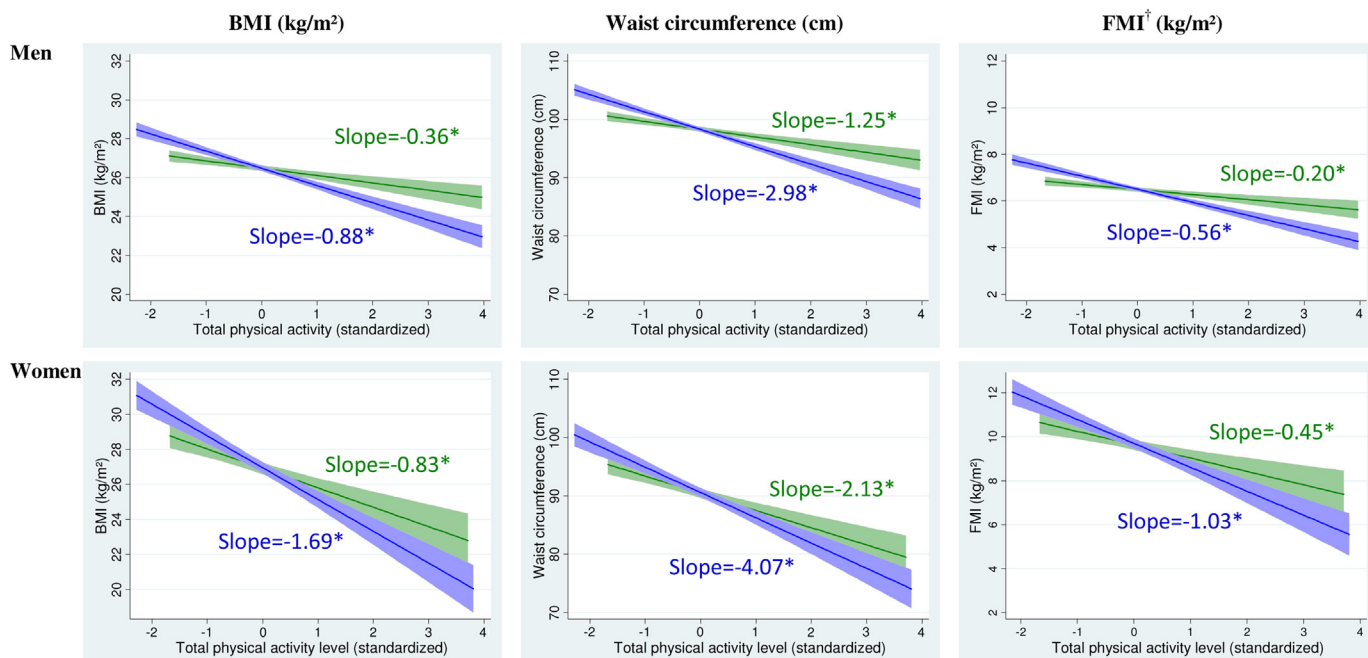 BMI (kg/m²)
Waist circumference (cm)
FMI† (kg/m²)
Men
BMI (kg/m²)
20 22 24 26 28 30 32
Slope=-0.36*
Slope=-0.88*
-2 -1 0 1 2 3 4
Total physical activity (standardized)
Waist circumference (cm)
70 80 90 100 110
Slope=-1.25*
Slope=-2.98*
-2 -1 0 1 2 3 4
Total physical activity (standardized)
FMI (kg/m²)
2 4 6 8 10 12
Slope=-0.20*
Slope=-0.56*
-2 -1 0 1 2 3 4
Total physical activity (standardized)
Women
BMI (kg/m²)
20 22 24 26 28 30 32
Slope=-0.83*
Slope=-1.69*
-2 -1 0 1 2 3 4
Total physical activity level (standardized)
Waist circumference (cm)
70 80 90 100 110
Slope=-2.13*
Slope=-4.07*
-2 -1 0 1 2 3 4
Total physical activity level (standardized)
FMI (kg/m²)
2 4 6 8 10 12
Slope=-0.45*
Slope=-1.03*
-2 -1 0 1 2 3 4
Total physical activity level (standardized)